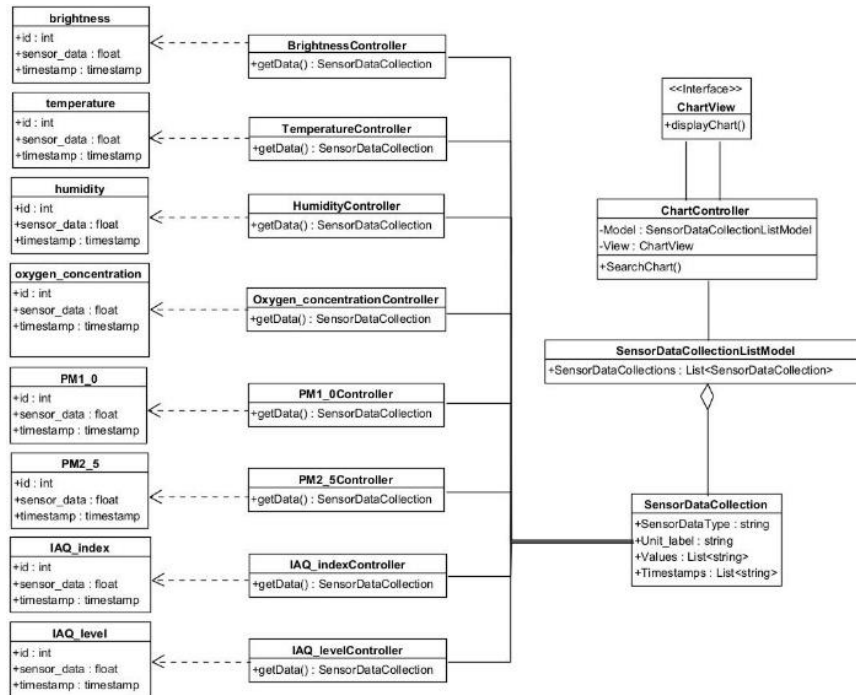 brightness
+id : int
+sensor_data : float
+timestamp : timestamp
BrightnessController
+getData() : SensorDataCollection
temperature
+id : int
+sensor_data : float
+timestamp : timestamp
TemperatureController
+getData() : SensorDataCollection
humidity
+id : int
+sensor_data : float
+timestamp : timestamp
HumidityController
+getData() : SensorDataCollection
oxygen_concentration
+id : int
+sensor_data : float
+timestamp : timestamp
Oxygen_concentrationController
+getData() : SensorDataCollection
PM1_0
+id : int
+sensor_data : float
+timestamp : timestamp
PM1_0Controller
+getData() : SensorDataCollection
PM2_5
+id : int
+sensor_data : float
+timestamp : timestamp
PM2_5Controller
+getData() : SensorDataCollection
IAQ_index
+id : int
+sensor_data : float
+timestamp : timestamp
IAQ_indexController
+getData() : SensorDataCollection
IAQ_level
+id : int
+sensor_data : float
+timestamp : timestamp
IAQ_levelController
+getData() : SensorDataCollection
<<Interface>>
ChartView
+displayChart()
ChartController
-Model : SensorDataCollectionListModel
-View : ChartView
+SearchChart()
SensorDataCollectionListModel
+SensorDataCollections : List<SensorDataCollection>
SensorDataCollection
+SensorDataType : string
+Unit_label : string
+Values : List<string>
+Timestamps : List<string>